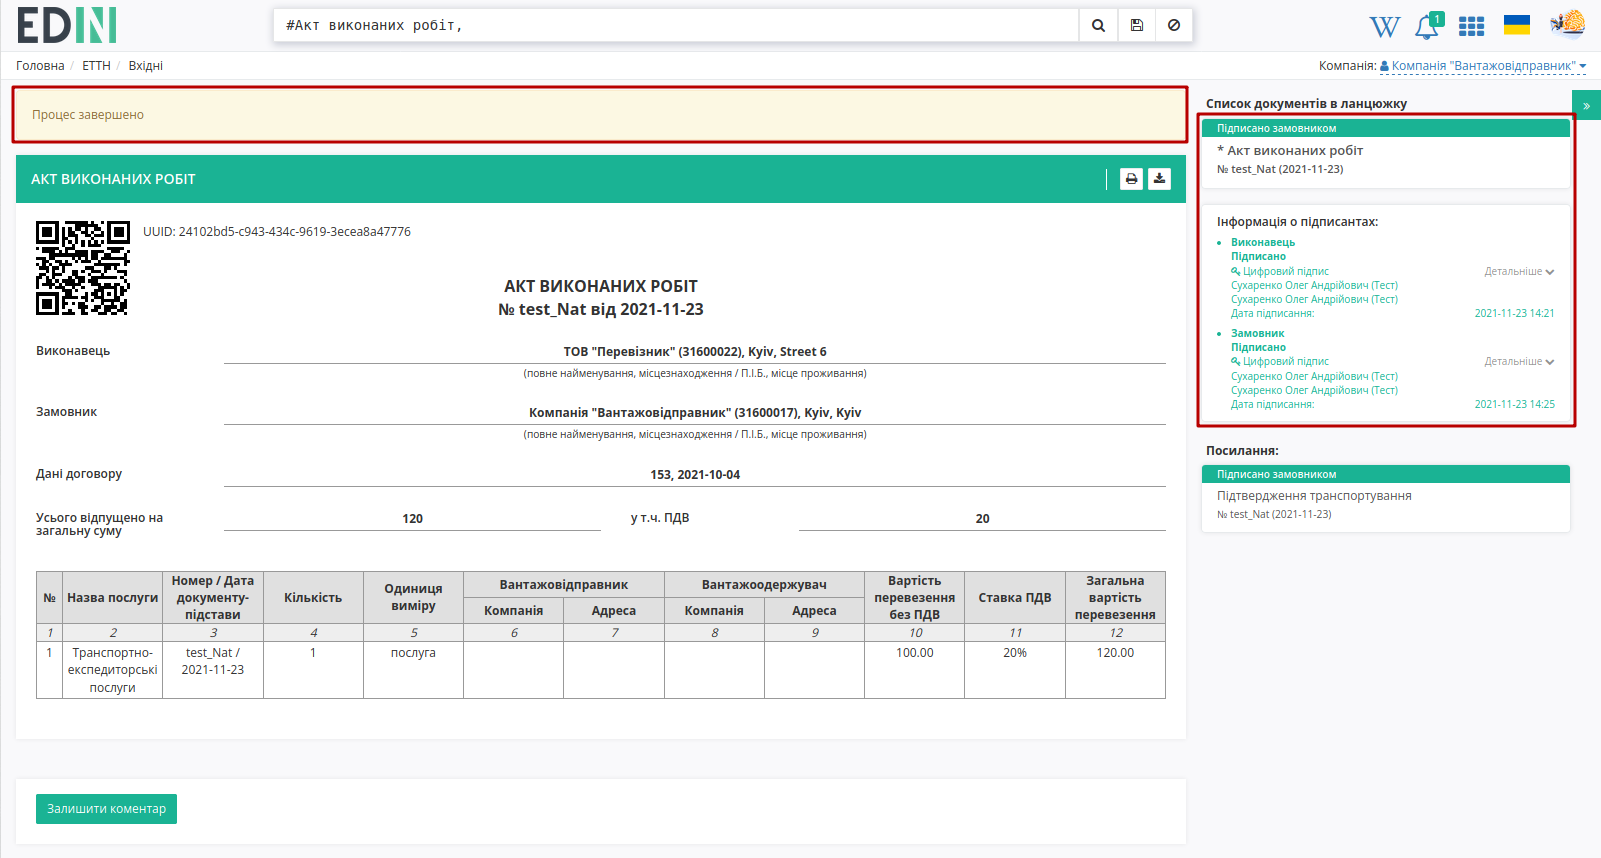 EDIN
#Акт виконаних робіт,
W
1
Головна / ЕТТН / Вхідні
Компанія: Компанія "Вантажовідправник"
Процес завершено
АКТ ВИКОНАНИХ РОБІТ
UUID: 24102bd5-c943-434c-9619-3ecea8a47776
АКТ ВИКОНАНИХ РОБІТ
№ test_Nat від 2021-11-23
Виконавець
ТОВ "Перевізник" (31600022), Kyiv, Street 6
(повне найменування, місцезнаходження / П.І.Б., місце проживання)
Замовник
Компанія "Вантажовідправник" (31600017), Kyiv, Kyiv
(повне найменування, місцезнаходження / П.І.Б., місце проживання)
Дані договору
153, 2021-10-04
Усього відпущено на
загальну суму
120
у т.ч. ПДВ
20
№
Назва послуги
Номер / Дата
документу-
підстави
Кількість
Одиниця
виміру
Вантажовідправник
Компанія
Адреса
Вантажоодержувач
Компанія
Адреса
Вартість
перевезення
без ПДВ
Ставка ПДВ
Загальна
вартість
перевезення
1 2 3 4 5 6 7 8 9 10 11 12
1
Транспортно-
експедиторські
послуги
test_Nat /
2021-11-23
1
послуга
100.00
20%
120.00
Залишити коментар
Список документів в ланцюжку
»
Підписано замовником
* Акт виконаних робіт
№ test_Nat (2021-11-23)
Інформація о підписантах:
Виконавець
Підписано
Цифровий підпис Детальніше
Сухаренко Олег Андрійович (Тест)
Сухаренко Олег Андрійович (Тест)
Дата підписання: 2021-11-23 14:21
Замовник
Підписано
Цифровий підпис Детальніше
Сухаренко Олег Андрійович (Тест)
Сухаренко Олег Андрійович (Тест)
Дата підписання: 2021-11-23 14:25
Посилання:
Підписано замовником
Підтвердження транспортування
№ test_Nat (2021-11-23)